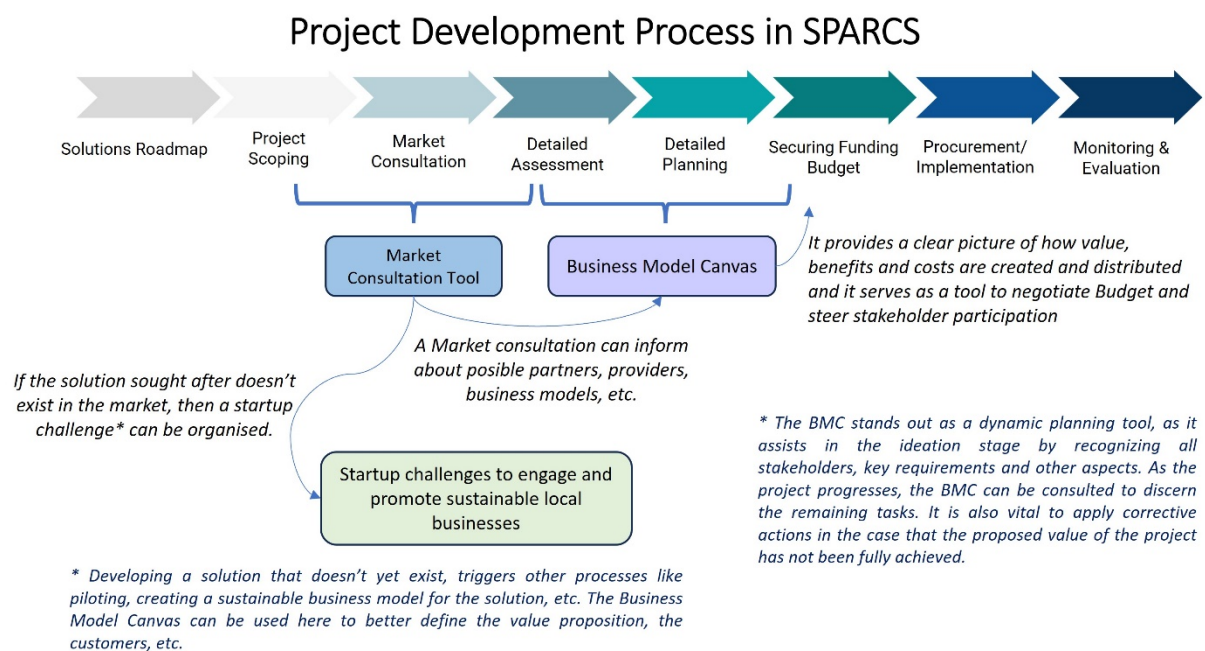 Project Development Process in SPARCS
Solutions Roadmap
Project
Scoping
Market
Consultation
Detailed
Assessment
Detailed
Planning
Securing Funding
Budget
Procurement/
Implementation
Monitoring &
Evaluation
Market
Consultation Tool
Business Model Canvas
It provides a clear picture of how value,
benefits and costs are created and distributed
and it serves as a tool to negotiate Budget and
steer stakeholder participation
A Market consultation can inform
about posible partners, providers,
business models, etc.
If the solution sought after doesn't
exist in the market, then a startup
challenge* can be organised.
Startup challenges to engage and
promote sustainable local
businesses
* The BMC stands out as a dynamic planning tool, as it
assists in the ideation stage by recognizing all
stakeholders, key requirements and other aspects. As the
project progresses, the BMC can be consulted to discern
the remaining tasks. It is also vital to apply corrective
actions in the case that the proposed value of the project
has not been fully achieved.
* Developing a solution that doesn't yet exist, triggers other processes like
piloting, creating a sustainable business model for the solution, etc. The Business
Model Canvas can be used here to better define the value proposition, the
customers, etc.